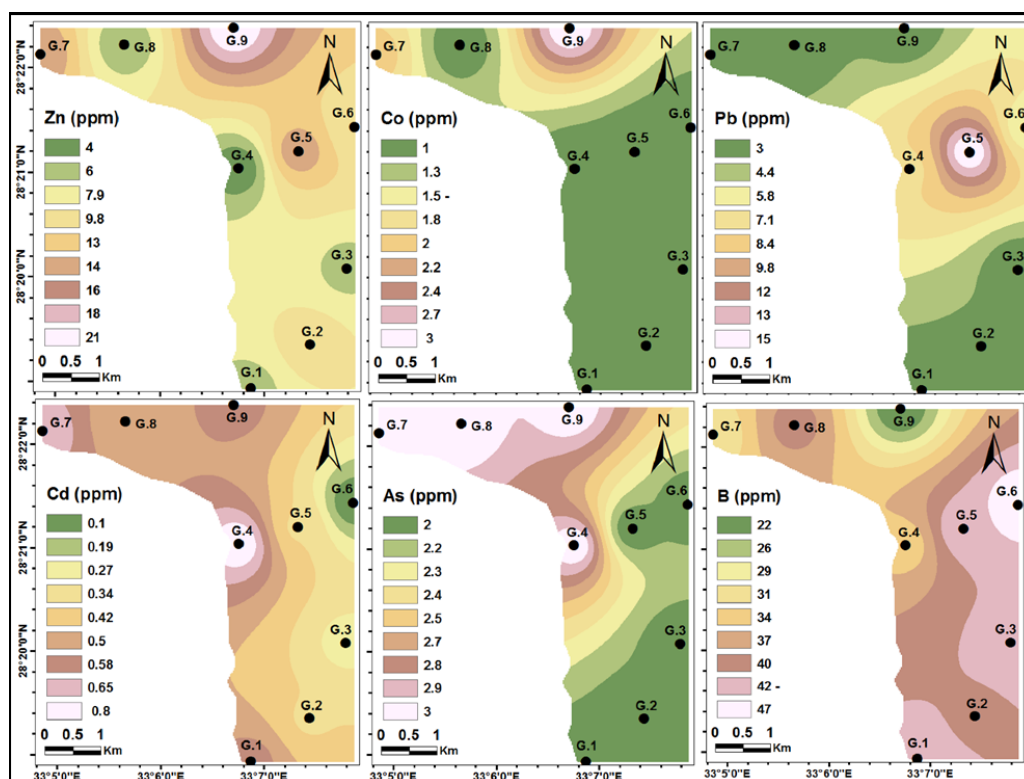 G.7
G.8
G.9
N
Zn (ppm)
4
6
7.9
9.8
13
14
16
18
21
G.6
G.5
G.4
G.3
G.2
G.1
0 0.5 1
Km
28°22'0"N
28°21'0"N
28°20'0"N
G.7
G.8
G.9
N
Co (ppm)
1
1.3
1.5 -
1.8
2
2.2
2.4
2.7
3
G.6
G.5
G.4
G.3
G.2
G.1
0 0.5 1
Km
G.7
G.8
G.9
N
Pb (ppm)
3
4.4
5.8
7.1
8.4
9.8
12
13
15
G.6
G.5
G.4
G.3
G.2
G.1
0 0.5 1
Km
G.7
G.8
G.9
N
Cd (ppm)
0.1
0.19
0.27
0.34
0.42
0.5
0.58
0.65
0.8
G.6
G.5
G.4
G.3
G.2
G.1
0 0.5 1
Km
28°22'0"N
28°21'0"N
28°20'0"N
33°5'0"E 33°6'0"E 33°7'0"E
G.7
G.8
G.9
N
As (ppm)
2
2.2
2.3
2.4
2.5
2.7
2.8
2.9
3
G.6
G.5
G.4
G.3
G.2
G.1
0 0.5 1
Km
33°5'0"E 33°6'0"E 33°7'0"E
G.7
G.8
G.9
N
B (ppm)
22
26
29
31
34
37
40
42 -
47
G.6
G.5
G.4
G.3
G.2
G.1
0 0.5 1
Km
33°5'0"E 33°6'0"E 33°7'0"E